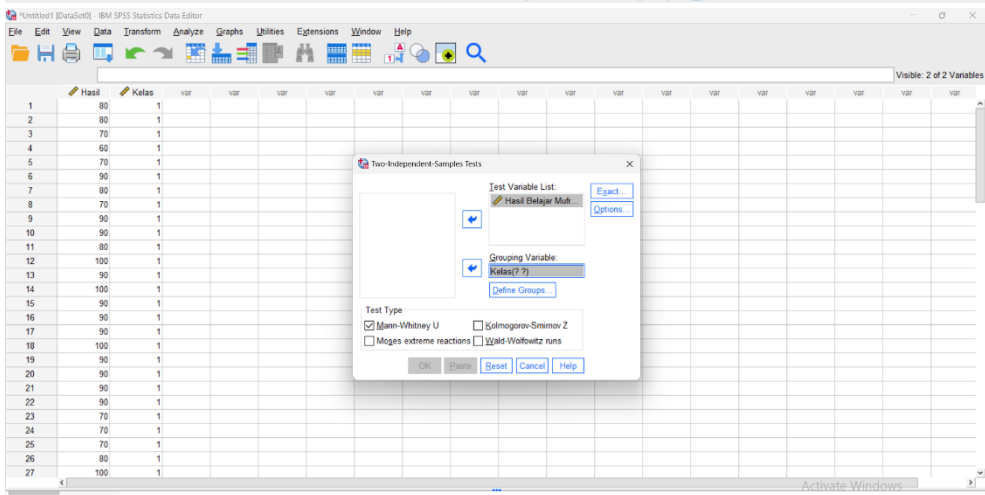 *Untitled1 [DataSet0] - IBM SPSS Statistics Data Editor
File Edit View Data Transform Analyze Graphs Utilities Extensions Window Help
Visible: 2 of 2 Variables
Hasil Kelas var var var var var var var var var var var var var var var var var
1 80 1
2 80 1
3 70 1
4 60 1
5 70 1
6 90 1
7 80 1
8 70 1
9 90 1
10 90 1
11 80 1
12 100 1
13 90 1
14 100 1
15 90 1
16 90 1
17 90 1
18 100 1
19 90 1
20 90 1
21 90 1
22 90 1
23 70 1
24 70 1
25 70 1
26 80 1
27 100 1
Two-Independent-Samples Tests
Test Variable List:
Hasil Belajar Mufr...
Exact...
Options...
Grouping Variable:
Kelas(? ?)
Define Groups...
Test Type
Mann-Whitney U Kolmogorov-Smirnov Z
Moses extreme reactions Wald-Wolfowitz runs
OK Paste Reset Cancel Help
Activate Windows